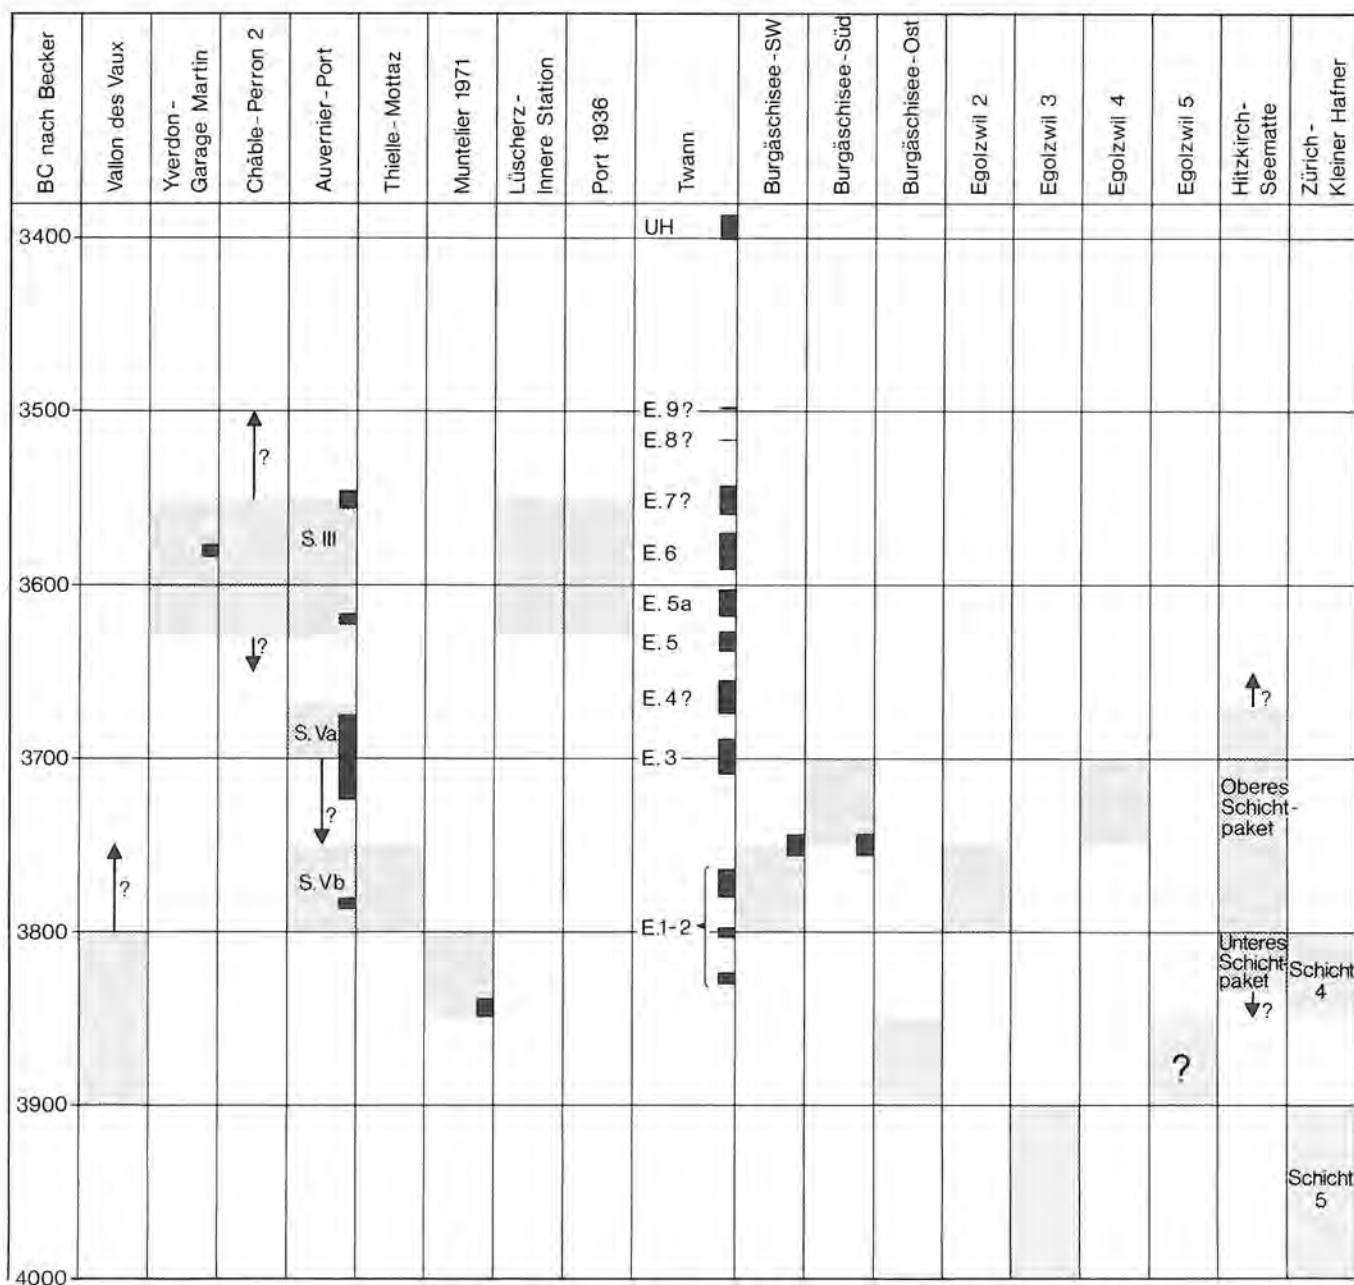 BC nach Becker
Vallon des Vaux
Yverdon-
Garage Martin
Châble-Perron 2
Auvernier-Port
Thielle-Mottaz
Muntelier 1971
Lüscherz-
Innere Station
Port 1936
Twann
Burgäschisee-SW
Burgäschisee-Süd
Burgäschisee-Ost
Egolzwil 2
Egolzwil 3
Egolzwil 4
Egolzwil 5
Hitzkirch-
Seematte
Zürich-
Kleiner Hafner
UH
3400
3500
E.9?
E.8?
?
E.7?
S.III
E.6
3600
E.5a
?
E.5
E.4?
?
S.Va
3700
E.3
Oberes
Schicht-
paket
?
?
S.Vb
3800
E1-2
Unteres
Schicht-
paket
?
Schicht
4
?
3900
Schicht
5
4000